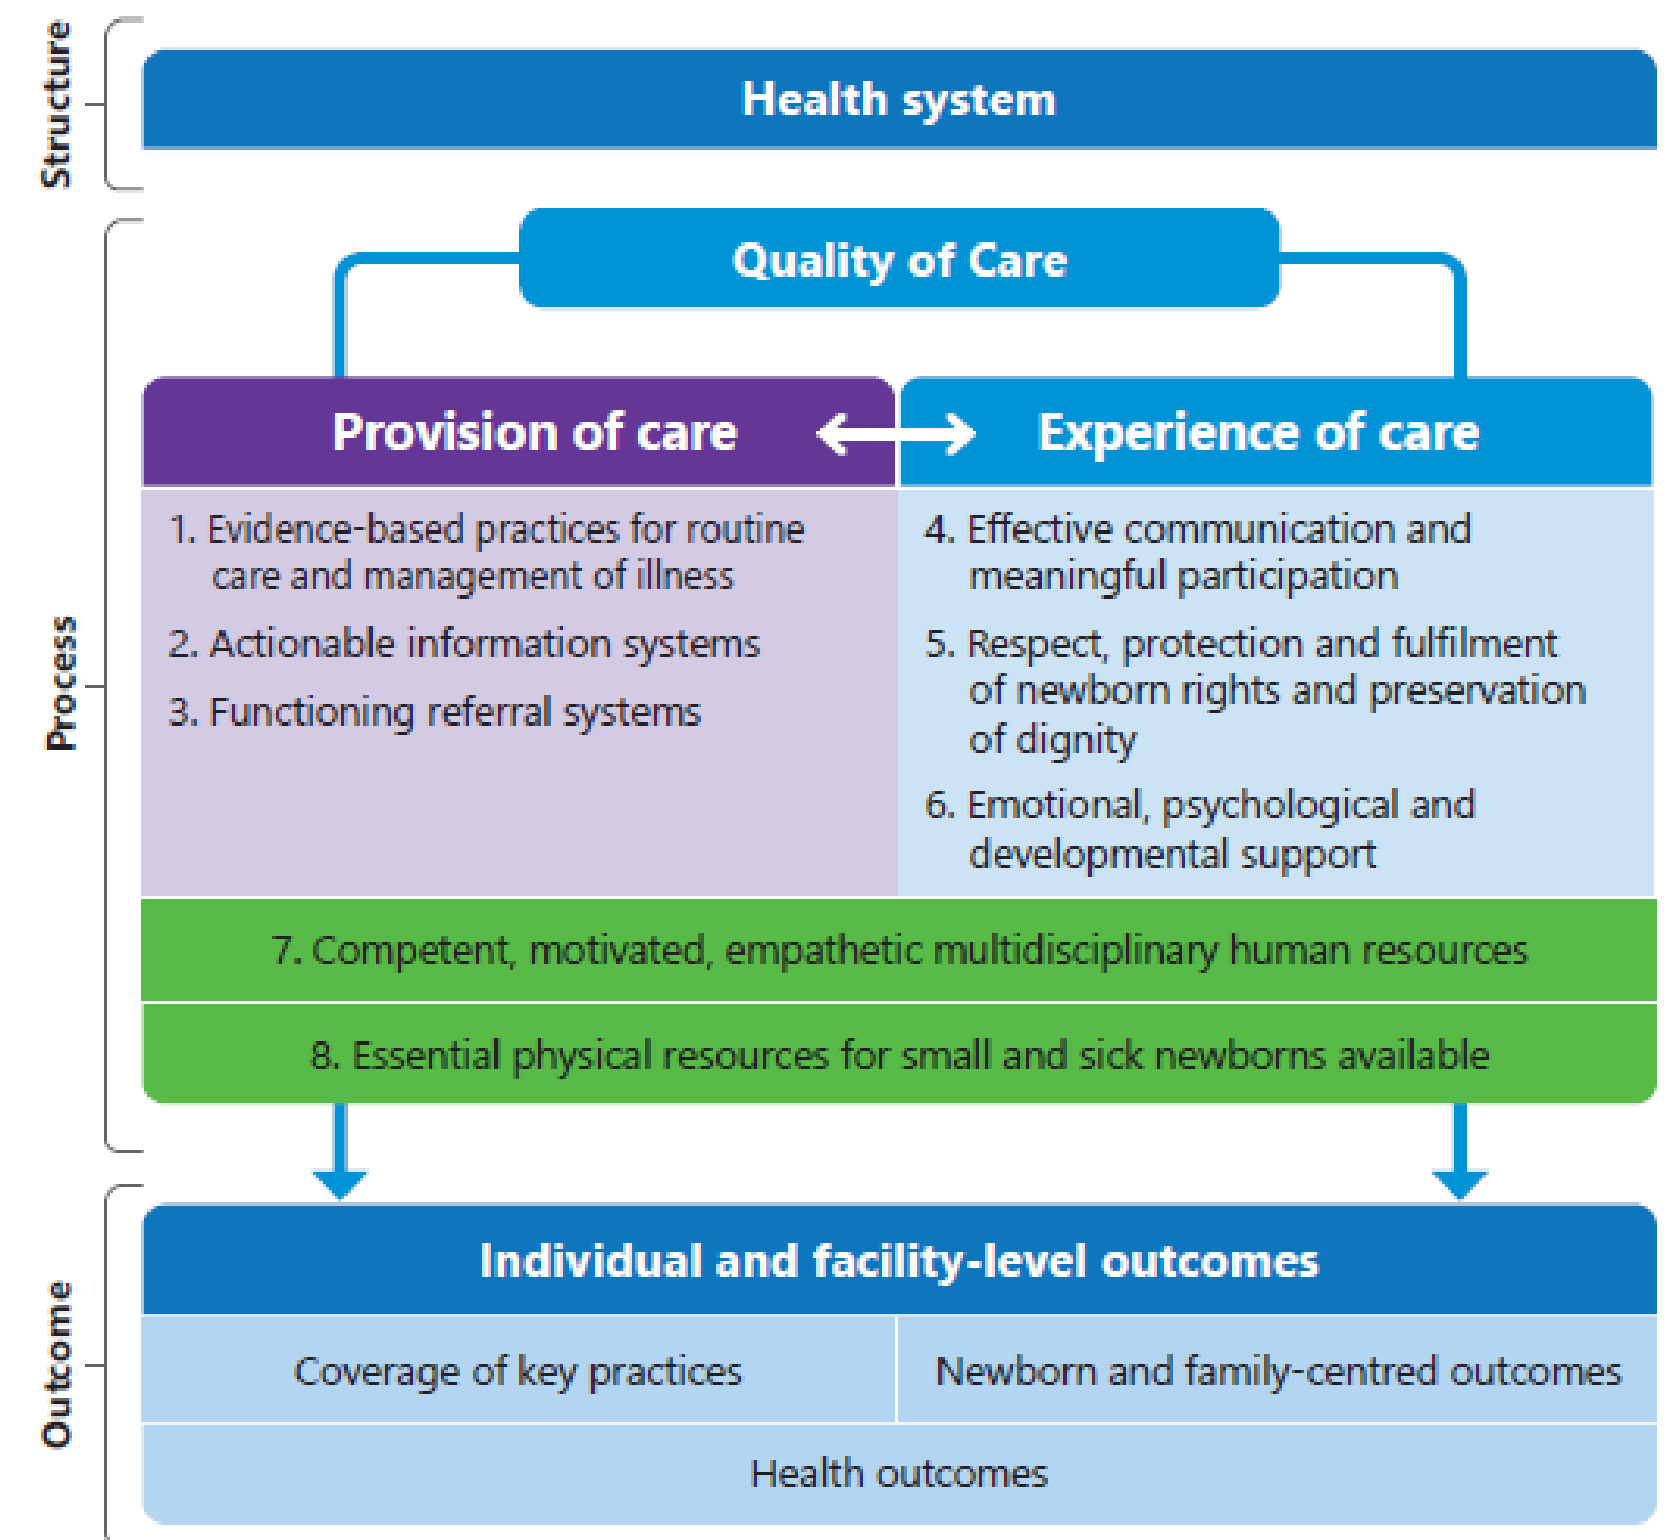 Structure
Health system
Process
Quality of Care
Provision of care
1. Evidence-based practices for routine
care and management of illness
2. Actionable information systems
3. Functioning referral systems
Experience of care
4. Effective communication and
meaningful participation
5. Respect, protection and fulfilment
of newborn rights and preservation
of dignity
6. Emotional, psychological and
developmental support
7. Competent, motivated, empathetic multidisciplinary human resources
8. Essential physical resources for small and sick newborns available
Outcome
Individual and facility-level outcomes
Coverage of key practices
Newborn and family-centred outcomes
Health outcomes